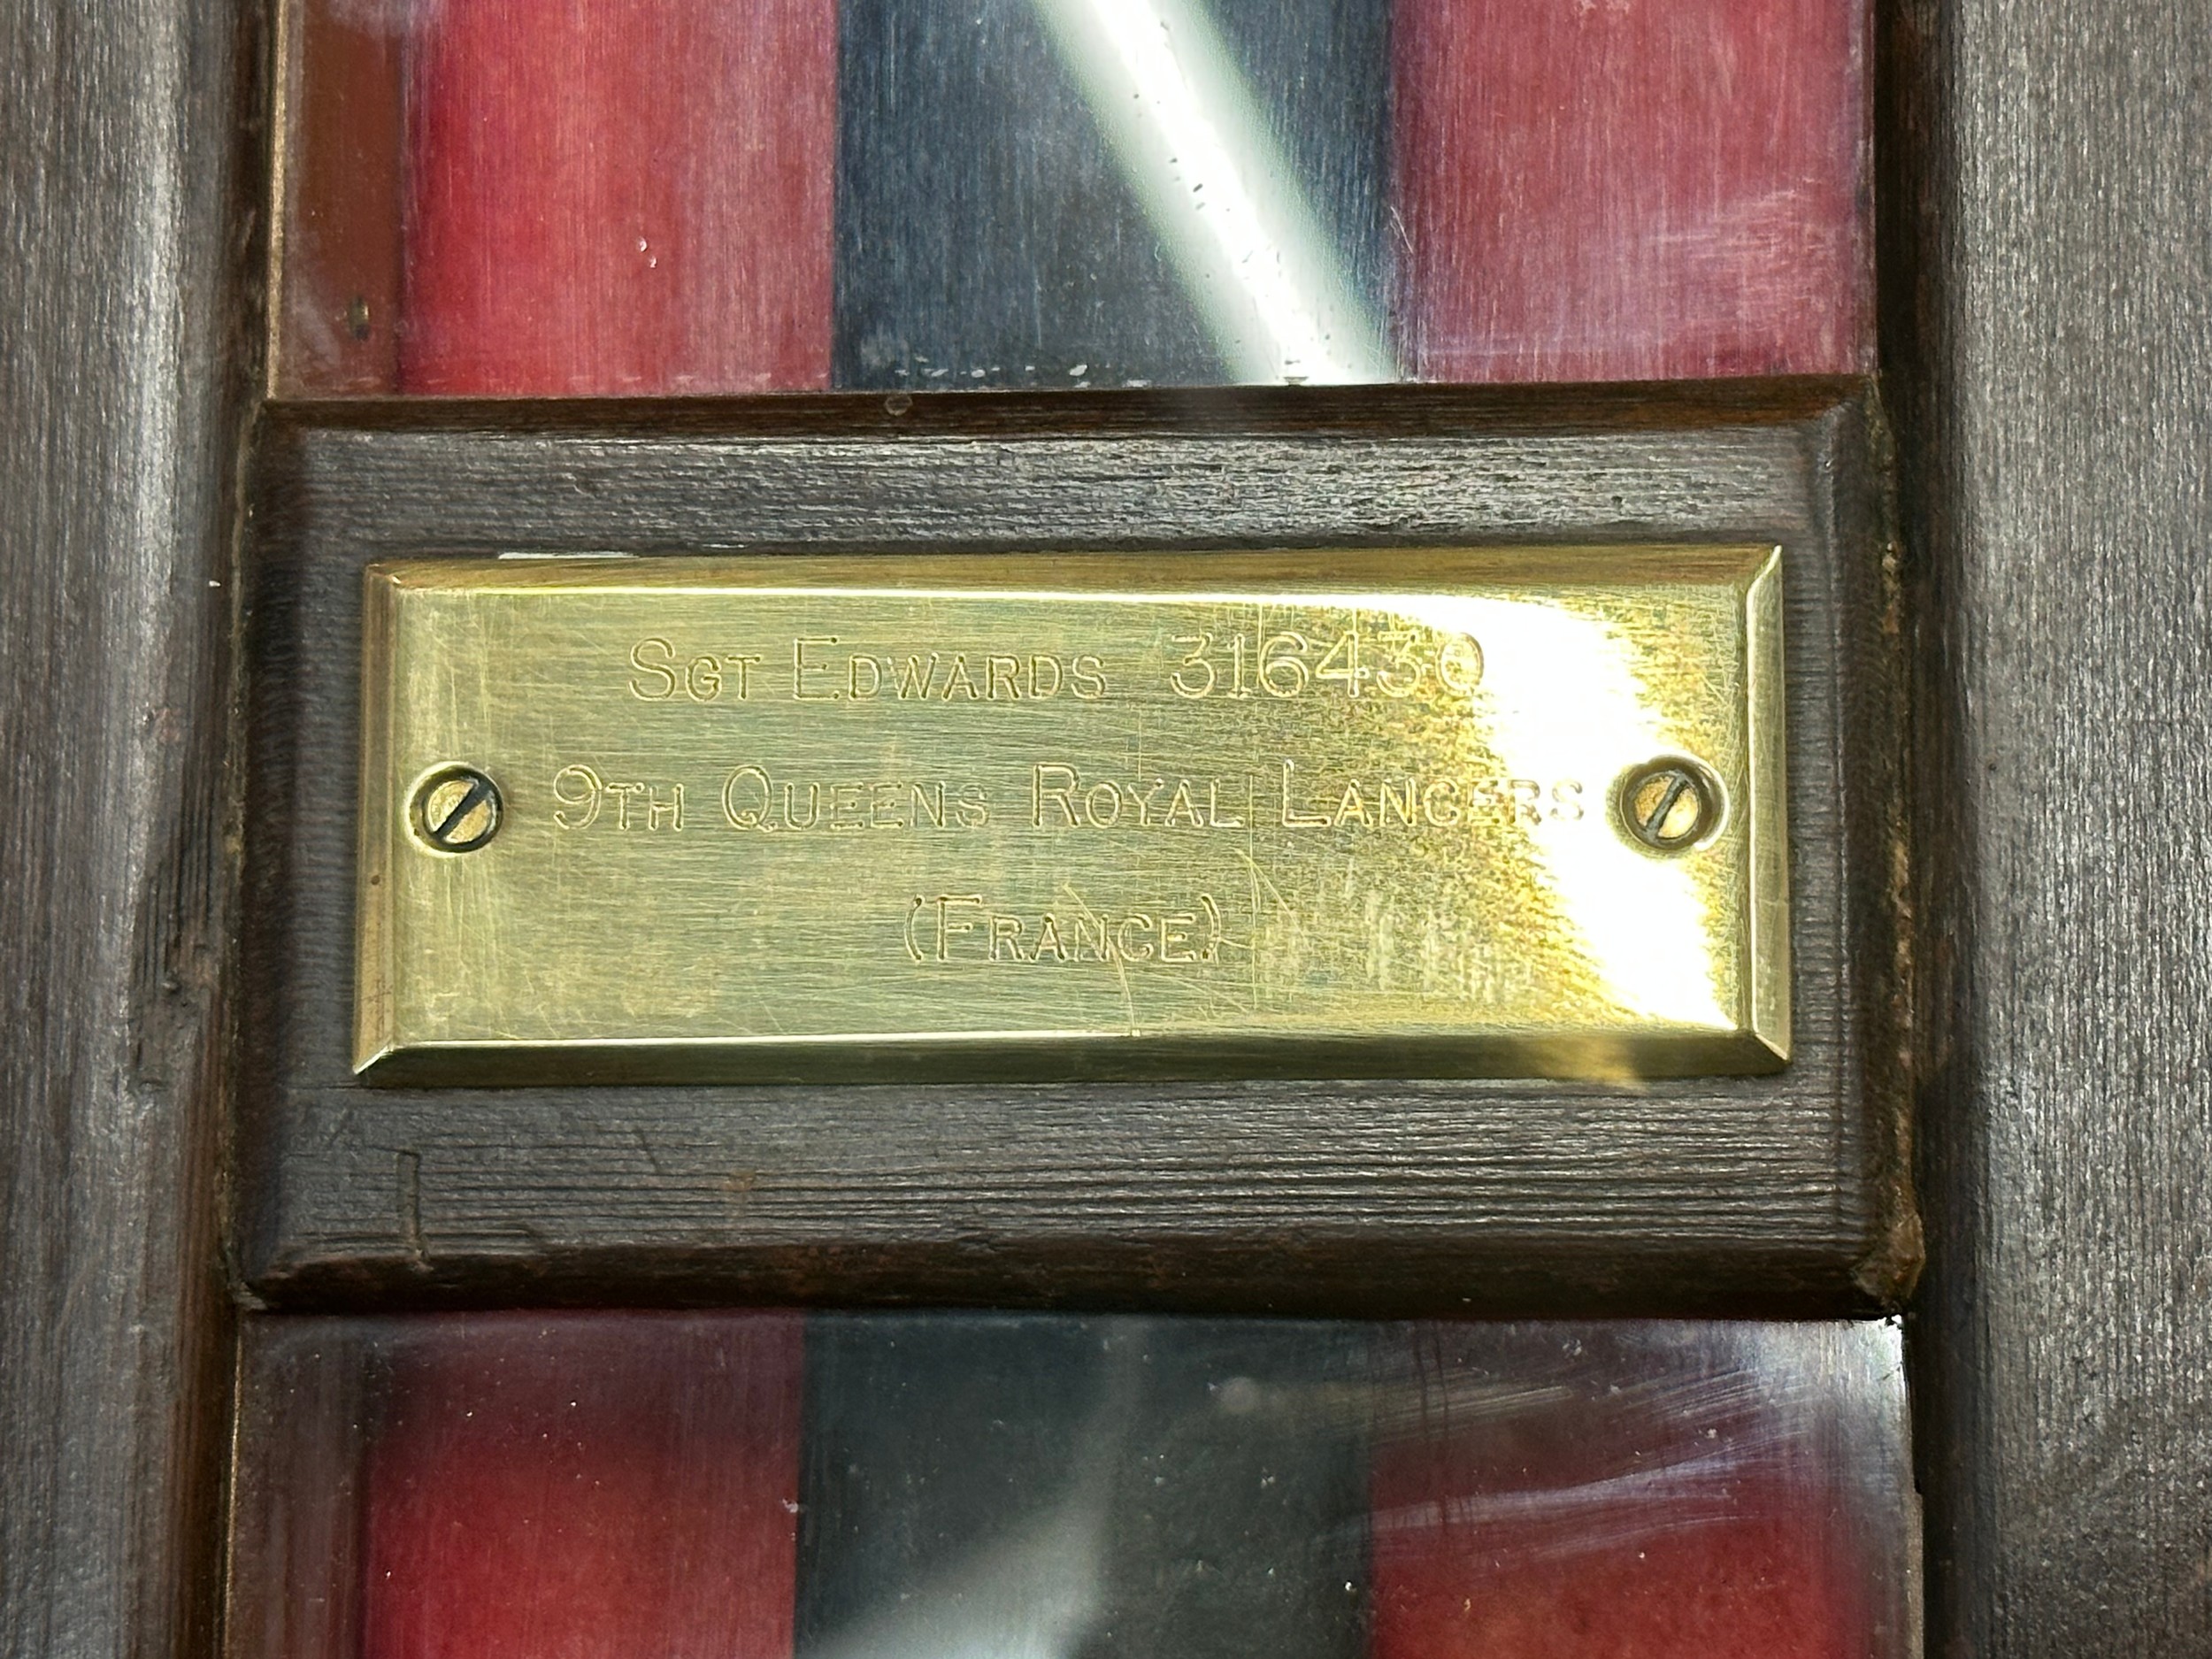 SGT EDWARDS 316430
9TH QUEENS ROYAL LANCERS
(FRANCE)